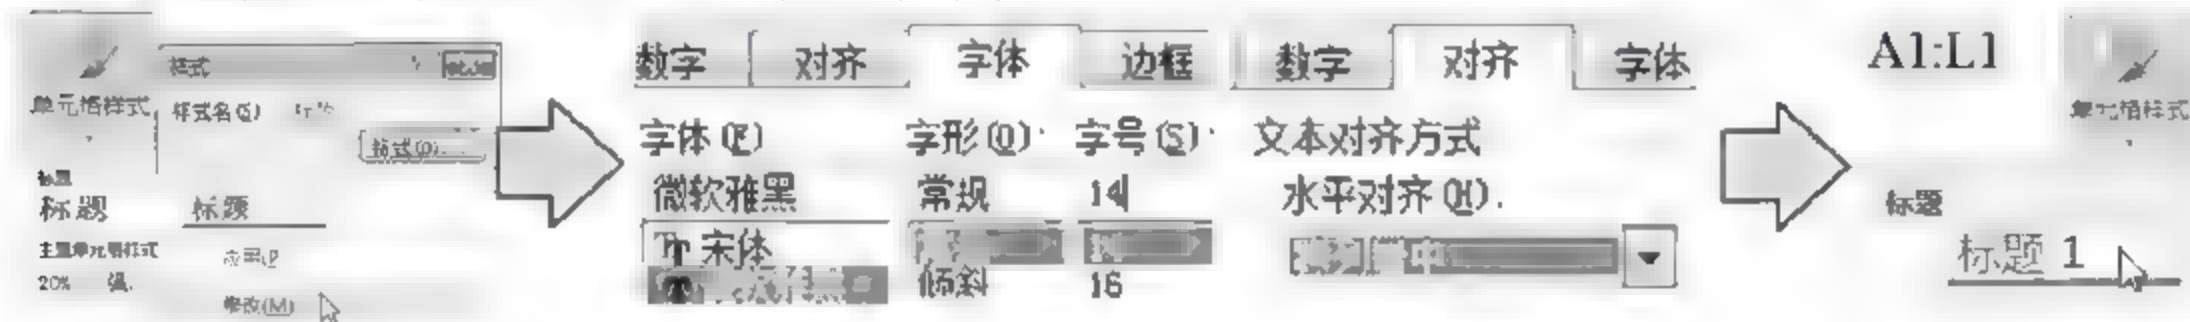 样式
单元格样式
样式名(S)
格式(O)...
标题
标题 标题
主题单元格样式
20%
应用(P)
修改(M)
数字 对齐 字体 边框
字体(F) 字形(O): 字号(S):
微软雅黑 常规 14
宋体
倾斜 16
数字 对齐 字体
文本对齐方式
水平对齐(H):
A1:L1
单元格样式
标题
标题 1